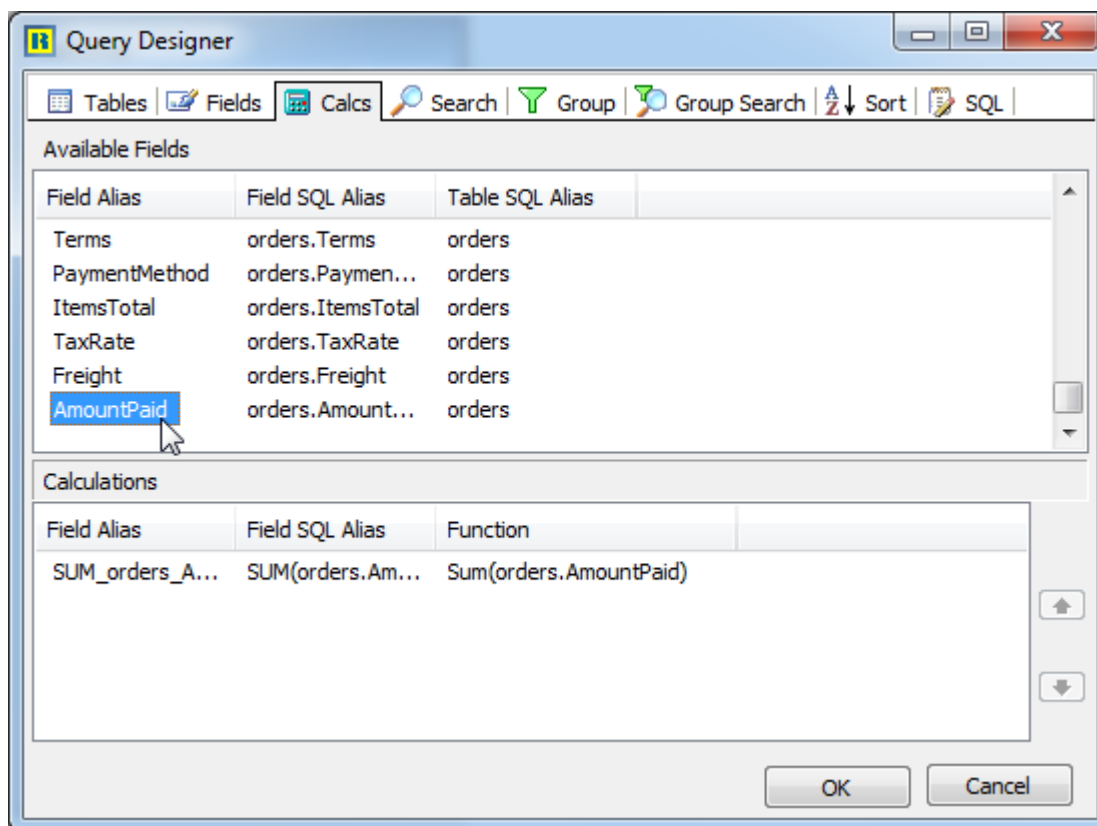 Query Designer
Tables Fields Calcs Search Group Group Search Sort SQL
Available Fields
Field Alias Field SQL Alias Table SQL Alias
Terms orders.Terms orders
PaymentMethod orders.Paymen... orders
ItemsTotal orders.ItemsTotal orders
TaxRate orders.TaxRate orders
Freight orders.Freight orders
AmountPaid orders.Amount... orders
Calculations
Field Alias Field SQL Alias Function
SUM_orders_A... SUM(orders.Am... Sum(orders.AmountPaid)
OK Cancel